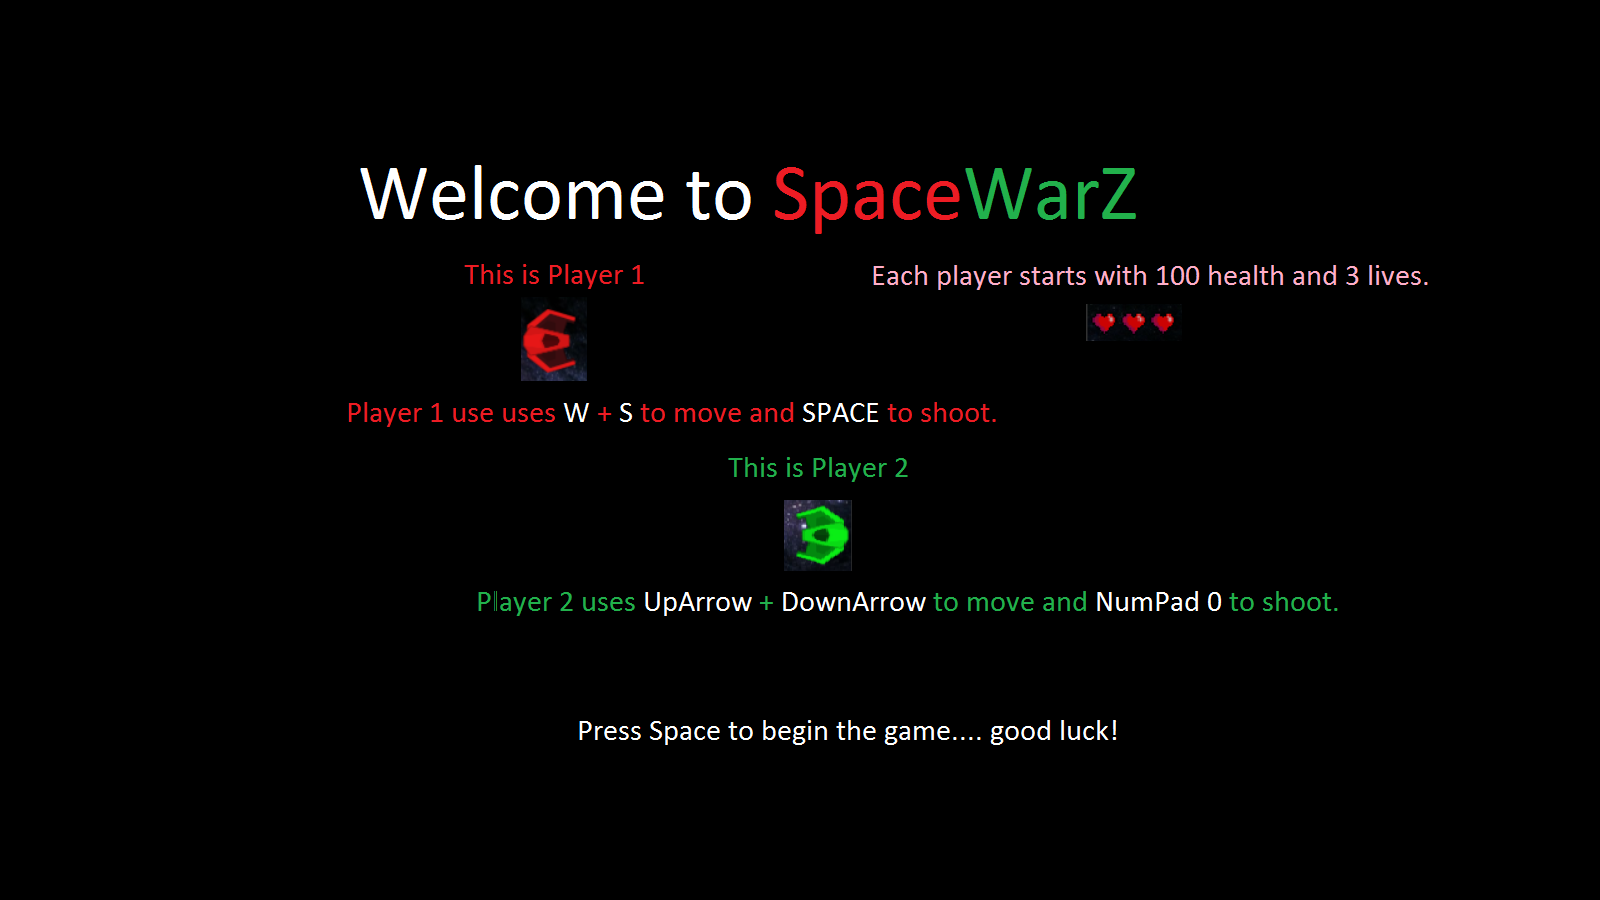 Welcome to SpaceWarZ
This is Player 1
Each player starts with 100 health and 3 lives.
Player 1 use uses W + S to move and SPACE to shoot.
This is Player 2
Player 2 uses UpArrow + DownArrow to move and NumPad 0 to shoot.
Press Space to begin the game.... good luck!